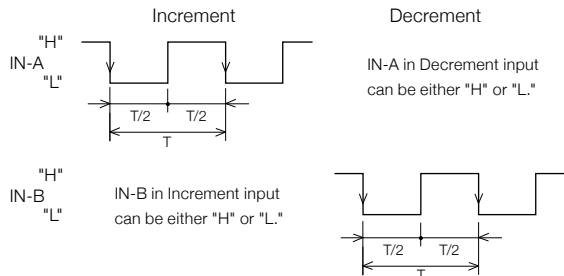 Increment
Decrement
"H"
IN-A
"L"
T/2 T/2
T
IN-A in Decrement input
can be either "H" or "L."
"H"
IN-B
"L"
IN-B in Increment input
can be either "H" or "L."
T/2 T/2
T